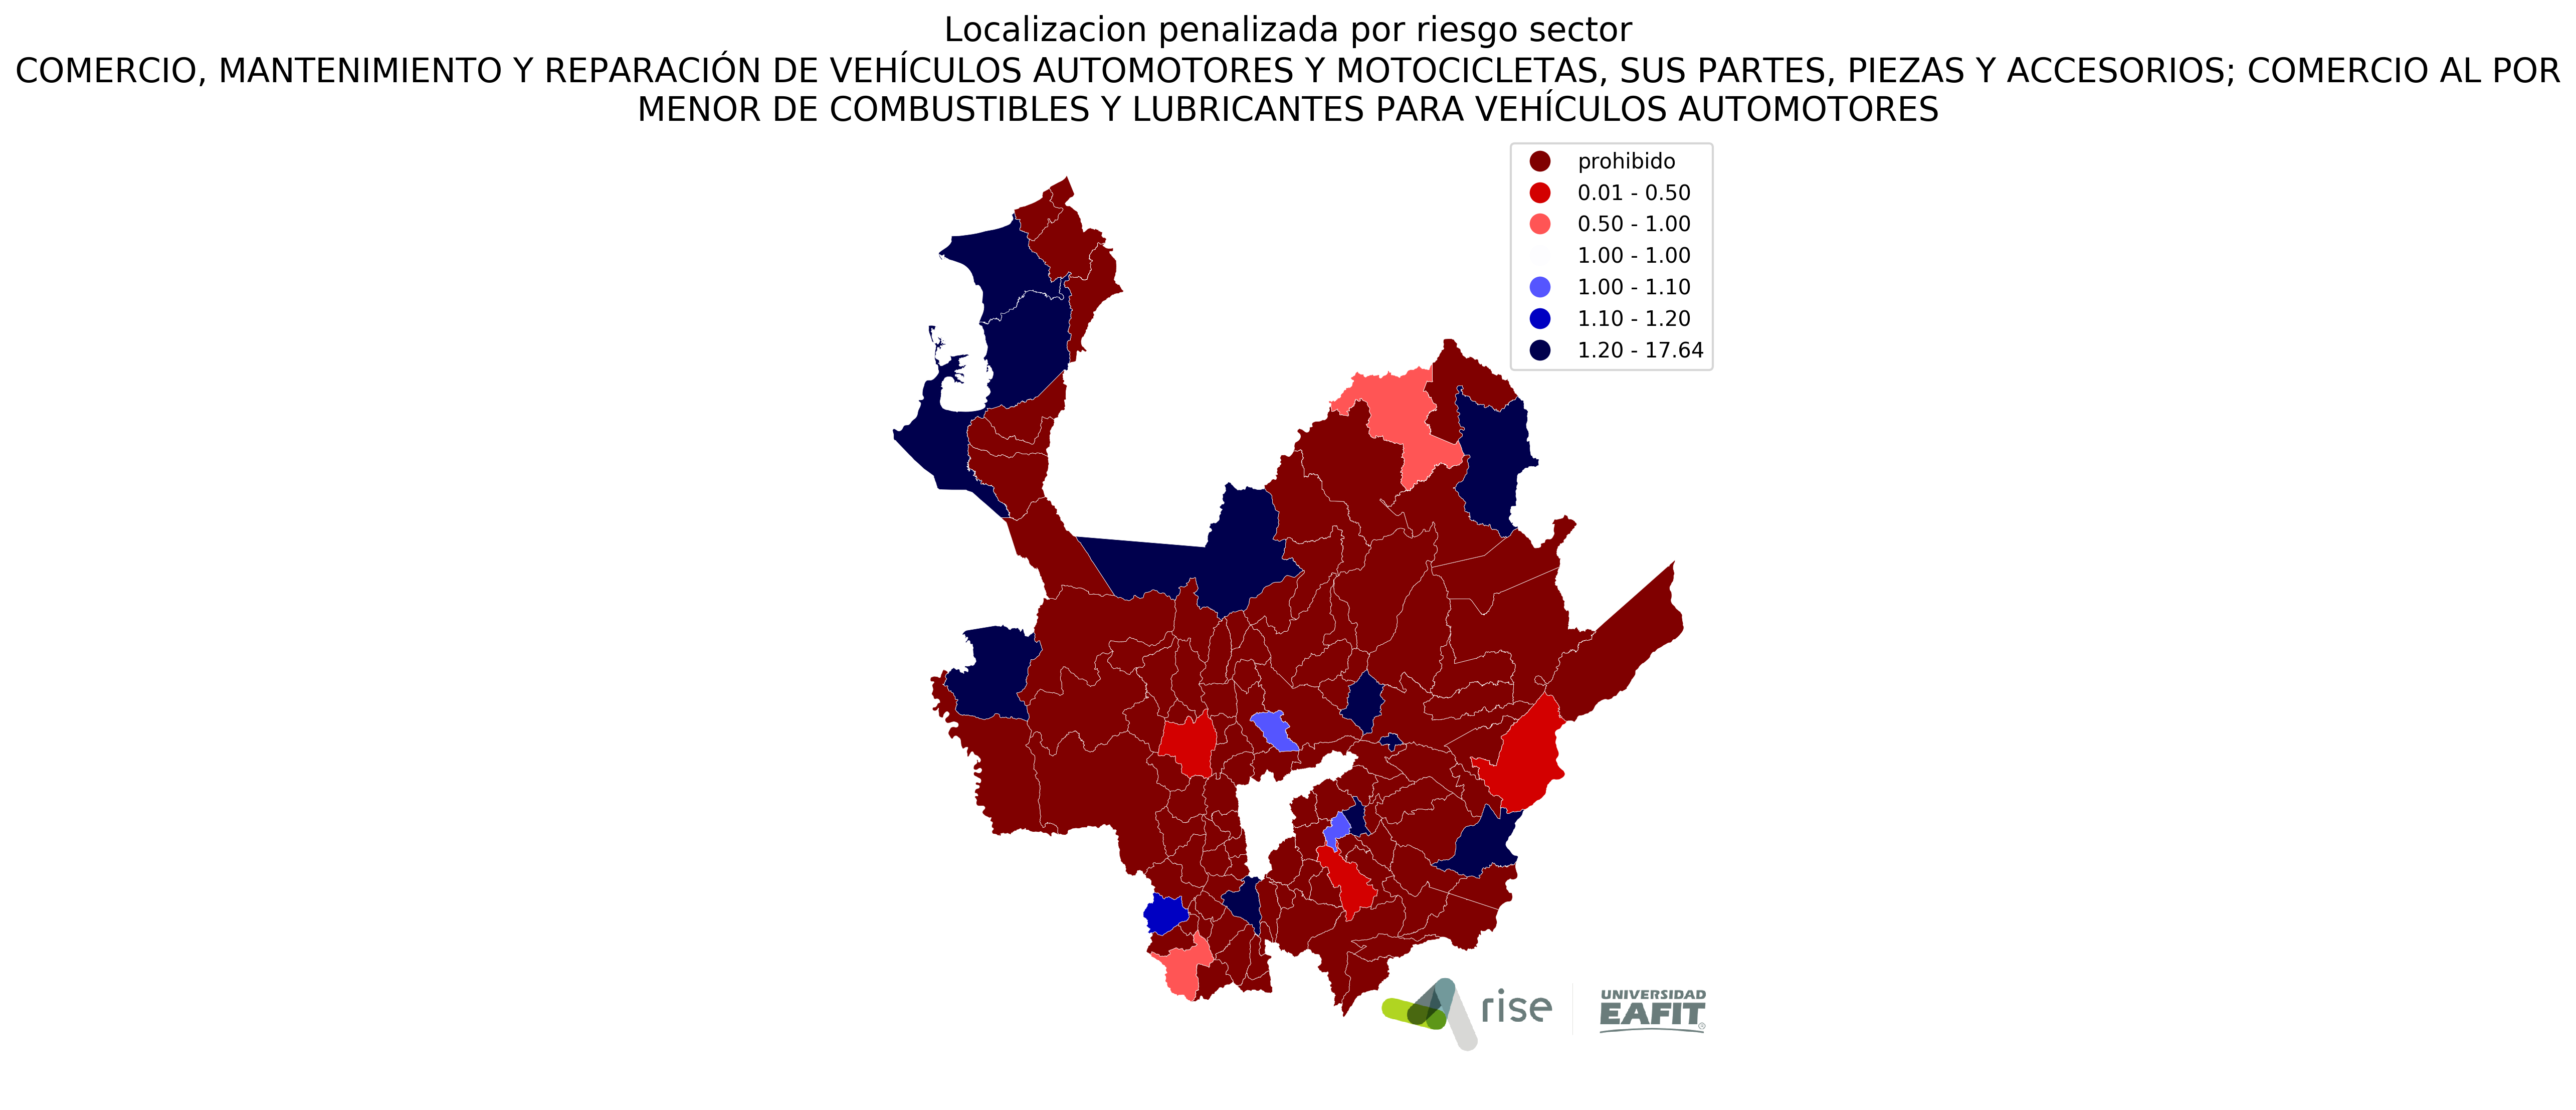 Localizacion penalizada por riesgo sector
COMERCIO, MANTENIMIENTO Y REPARACIÓN DE VEHÍCULOS AUTOMOTORES Y MOTOCICLETAS, SUS PARTES, PIEZAS Y ACCESORIOS; COMERCIO AL POR
MENOR DE COMBUSTIBLES Y LUBRICANTES PARA VEHÍCULOS AUTOMOTORES
prohibido
0.01 - 0.50
0.50 - 1.00
1.00 - 1.00
1.00 - 1.10
1.10 - 1.20
1.20 - 17.64
rise
UNIVERSIDAD
EAFIT®